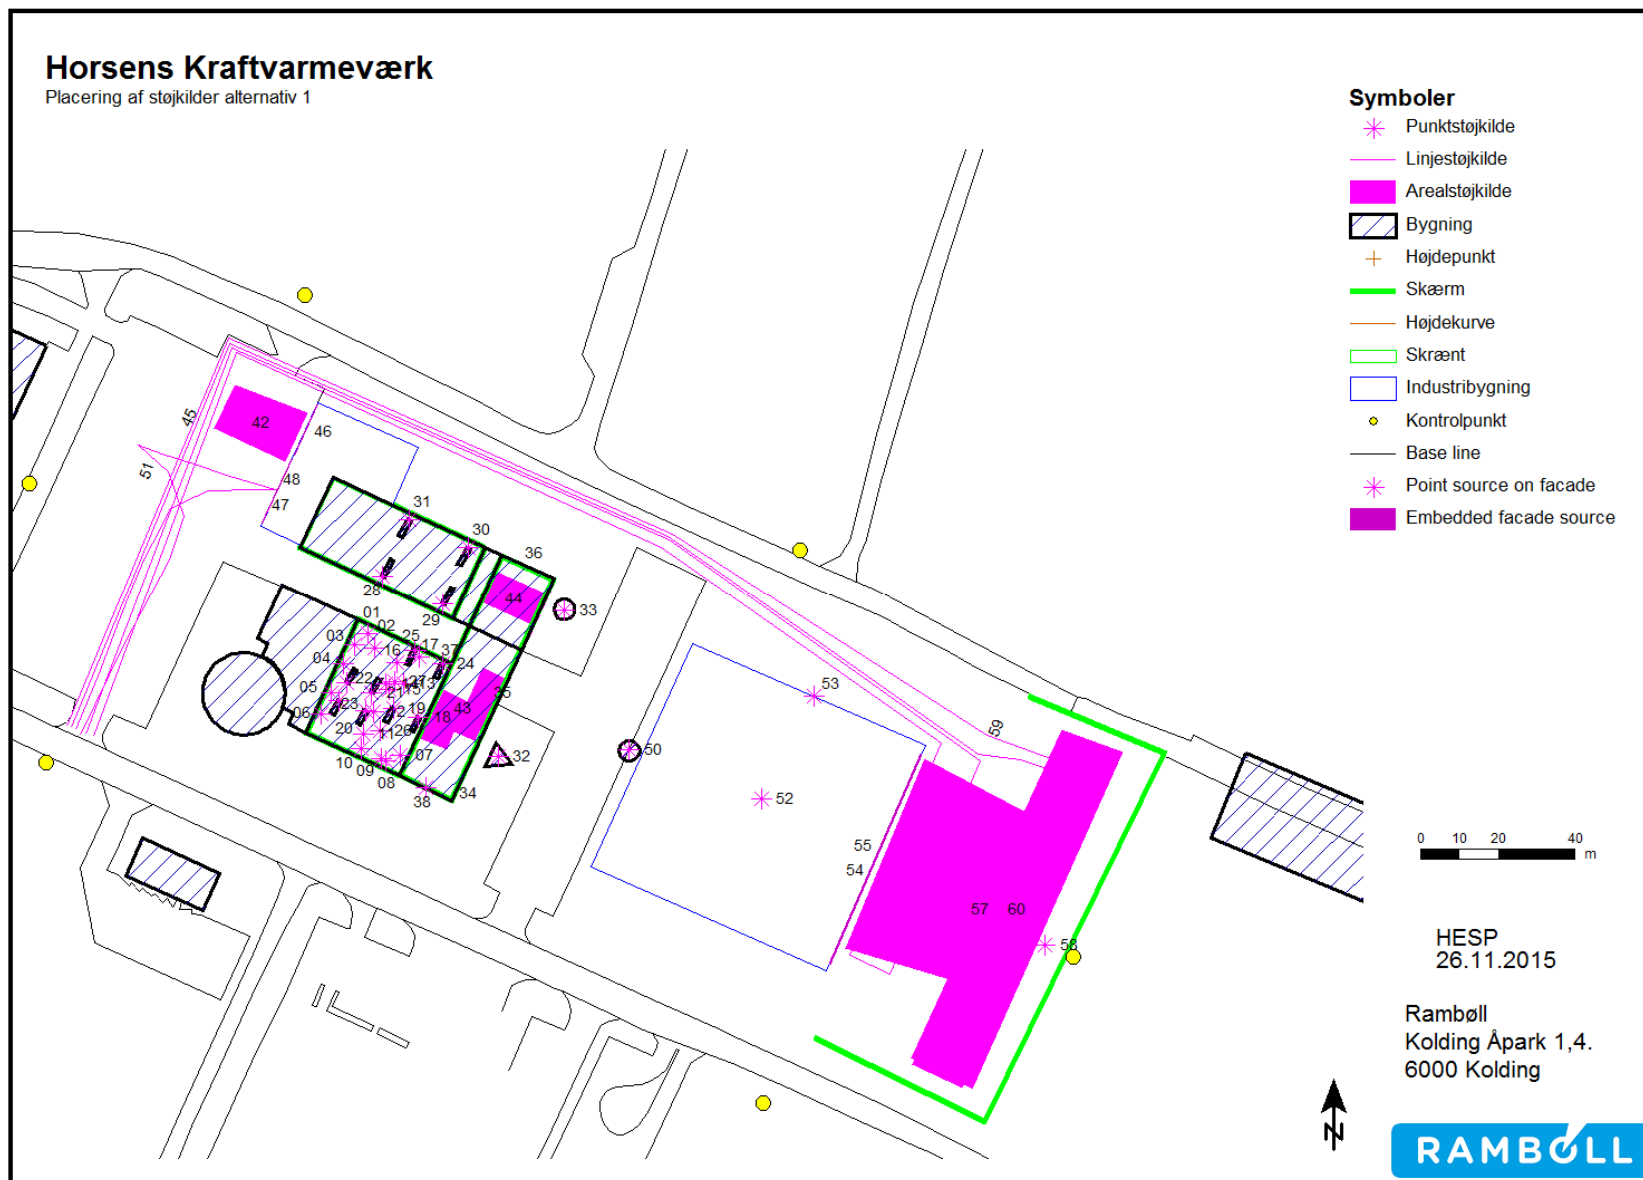 Horsens Kraftvarmeværk
Placering af støjkilder alternativ 1
Symboler
Punktstøjkilde
Linjestøjkilde
Arealstøjkilde
Bygning
Højdepunkt
Skærm
Højdekurve
Skrænt
Industribygning
Kontrolpunkt
Base line
Point source on facade
Embedded facade source
45
42
46
51
48
47
31
30
36
28
29
44
33
01
02
03
25
17
16
37
04
24
22
27
13
05
21
35
23
12
19
43
06
18
20
11
26
07
32
10
09
08
34
38
50
53
52
59
55
54
57
60
58
0 10 20 40
m
HESP
26.11.2015
Rambøll
Kolding Åpark 1,4.
6000 Kolding
N
RAMBOLL